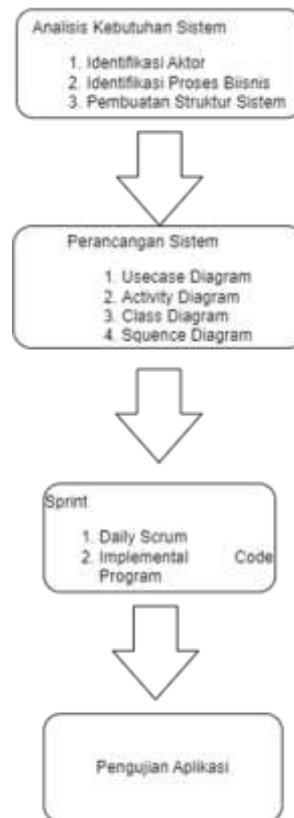 Analisis Kebutuhan Sistem
1. Identifikasi Aktor
2. Identifikasi Proses Biisnis
3. Pembuatan Struktur Sistem
Perancangan Sistem
1. Usecase Diagram
2. Activity Diagram
3. Class Diagram
4. Squence Diagram
Sprint
1. Daily Scrum
2. Implemental Code
Program
Pengujian Aplikasi